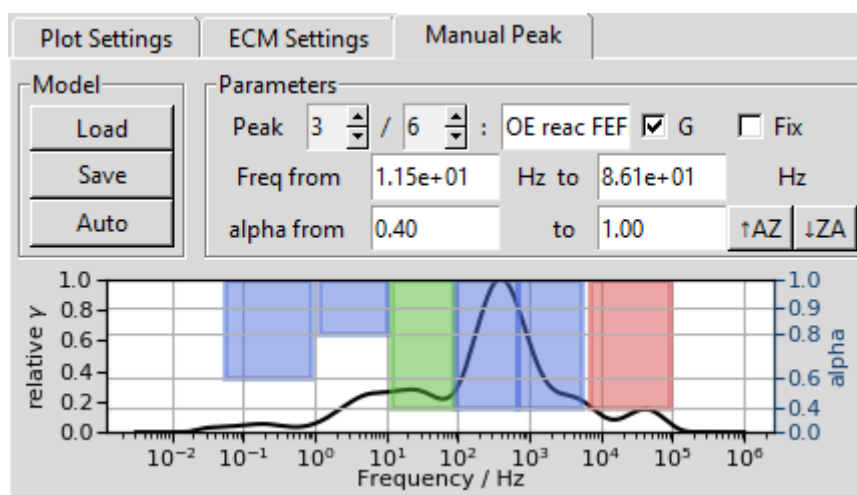 Plot Settings ECM Settings Manual Peak
Model Parameters
Load Peak 3 / 6 : OE reac FEF G Fix
Save Freq from 1.15e+01 Hz to 8.61e+01 Hz
Auto alpha from 0.40 to 1.00 ↑AZ ↓ZA
1.0 1.0
0.8 0.9
0.6 0.8
0.4 0.6
0.2 0.4
0.0 0.0
relative γ
alpha
10⁻² 10⁻¹ 10⁰ 10¹ 10² 10³ 10⁴ 10⁵ 10⁶
Frequency / Hz